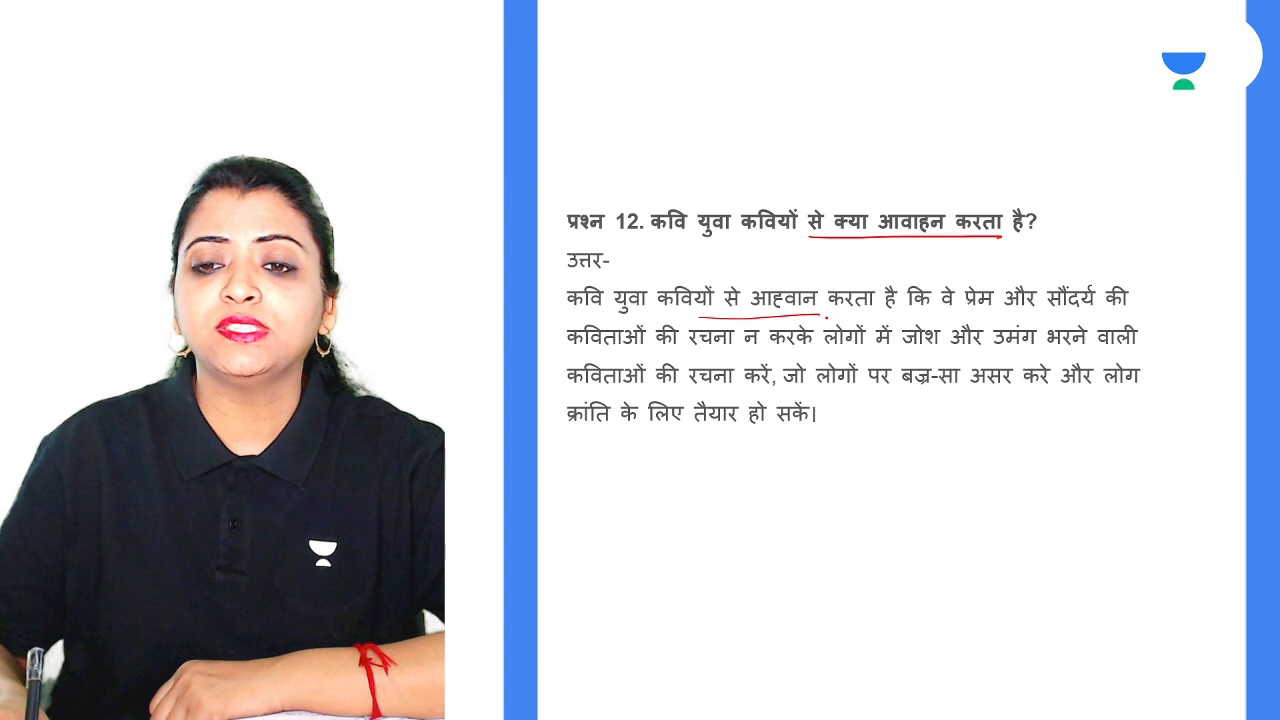 प्रश्न 12. कवि युवा कवियों से क्या आवाहन करता है?
उत्तर-
कवि युवा कवियों से आह्वान करता है कि वे प्रेम और सौंदर्य की
कविताओं की रचना न करके लोगों में जोश और उमंग भरने वाली
कविताओं की रचना करें, जो लोगों पर बज्र-सा असर करे और लोग
क्रांति के लिए तैयार हो सकें।